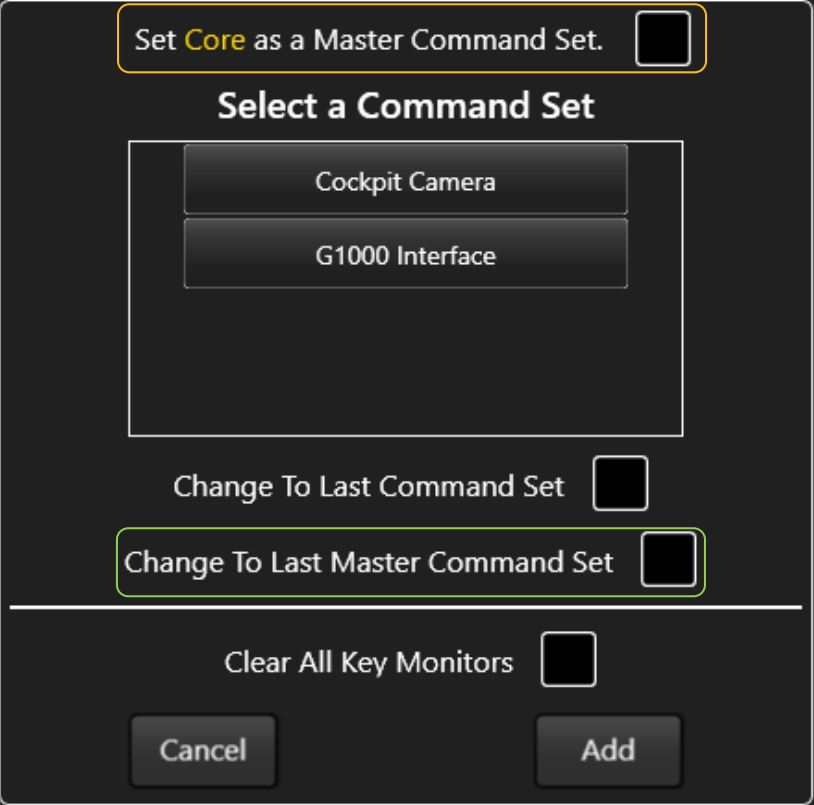 Set Core as a Master Command Set.
Select a Command Set
Cockpit Camera
G1000 Interface
Change To Last Command Set
Change To Last Master Command Set
Clear All Key Monitors
Cancel
Add